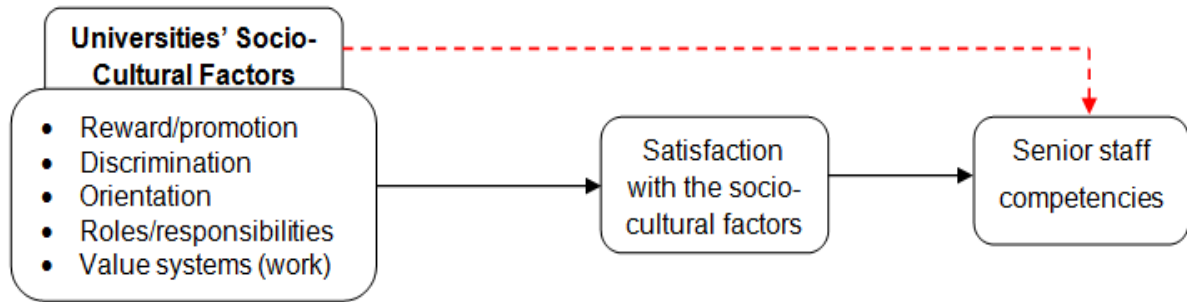 Universities' Socio-
Cultural Factors
• Reward/promotion
• Discrimination
• Orientation
• Roles/responsibilities
• Value systems (work)
Satisfaction
with the socio-
cultural factors
Senior staff
competencies